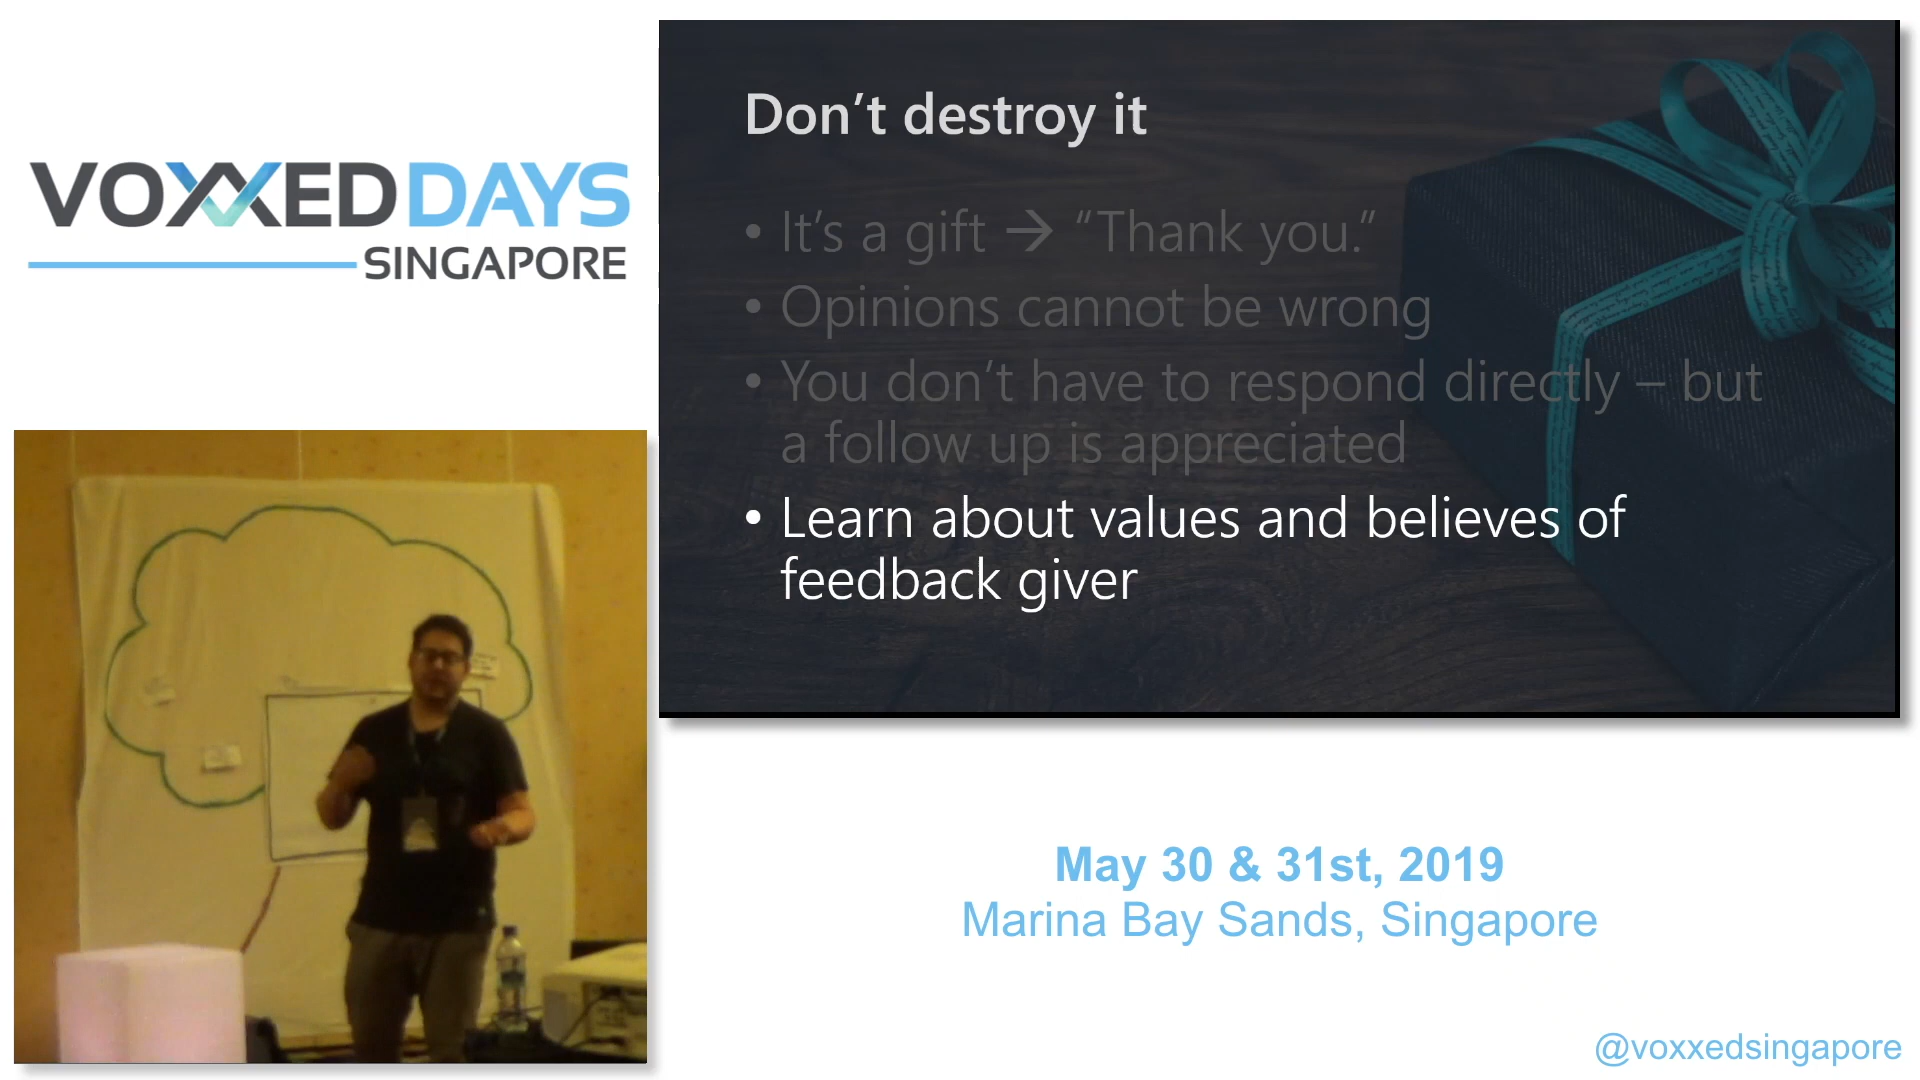 VOXXEDDAYS
SINGAPORE
Don’t destroy it
• It’s a gift → “Thank you.”
• Opinions cannot be wrong
• You don’t have to respond directly – but
a follow up is appreciated
• Learn about values and believes of
feedback giver
May 30 & 31st, 2019
Marina Bay Sands, Singapore
@voxxedsingapore